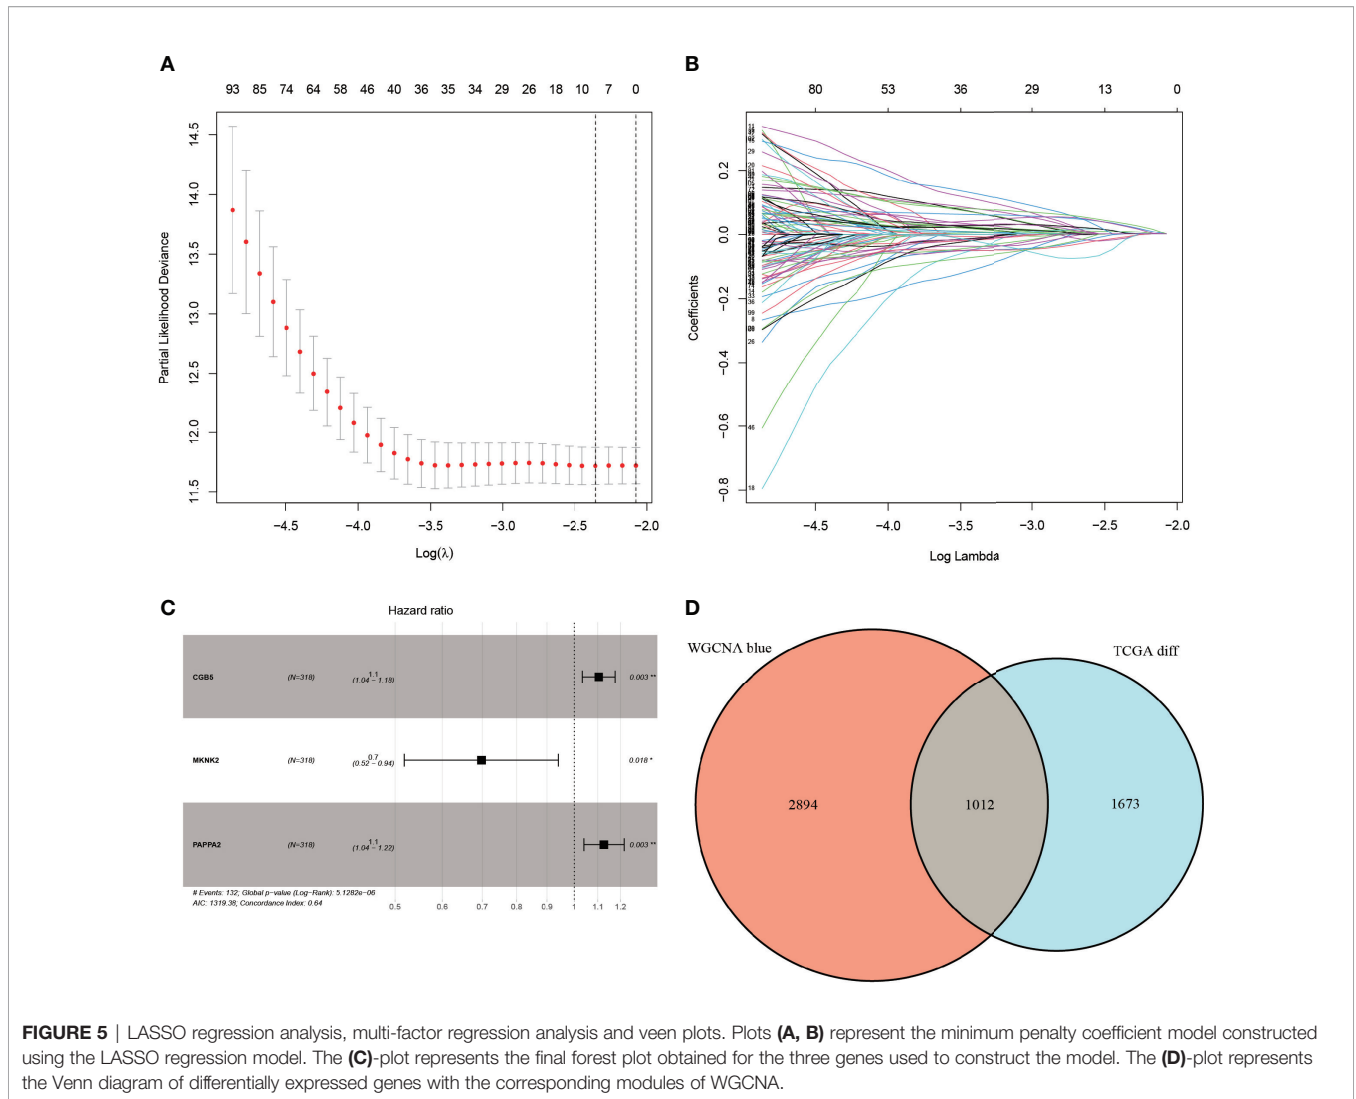 A
93 85 74 64 58 46 40 36 35 34 29 26 18 10 7 0
14.5
14.0
13.5
13.0
12.5
12.0
11.5
Partial Likelihood Deviance
−4.5 −4.0 −3.5 −3.0 −2.5 −2.0
Log(λ)
B
80 53 36 29 13 0
0.2
0.0
−0.2
−0.4
−0.6
−0.8
Coefficients
29
20
33
36
99
8
26
46
18
−4.5 −4.0 −3.5 −3.0 −2.5 −2.0
Log Lambda
C
Hazard ratio
CGB5 (N=318) 1.1 0.003 **
(1.04 − 1.18)
MKNK2 (N=318) 0.7 0.018 *
(0.52 − 0.94)
PAPPA2 (N=318) 1.1 0.003 **
(1.04 − 1.22)
# Events: 132; Global p-value (Log-Rank): 5.1282e-06
AIC: 1319.38; Concordance Index: 0.64
0.5 0.6 0.7 0.8 0.9 1 1.1 1.2
D
WGCNA blue
TCGA diff
2894 1012 1673
FIGURE 5 | LASSO regression analysis, multi-factor regression analysis and veen plots. Plots (A, B) represent the minimum penalty coefficient model constructed
using the LASSO regression model. The (C)-plot represents the final forest plot obtained for the three genes used to construct the model. The (D)-plot represents
the Venn diagram of differentially expressed genes with the corresponding modules of WGCNA.